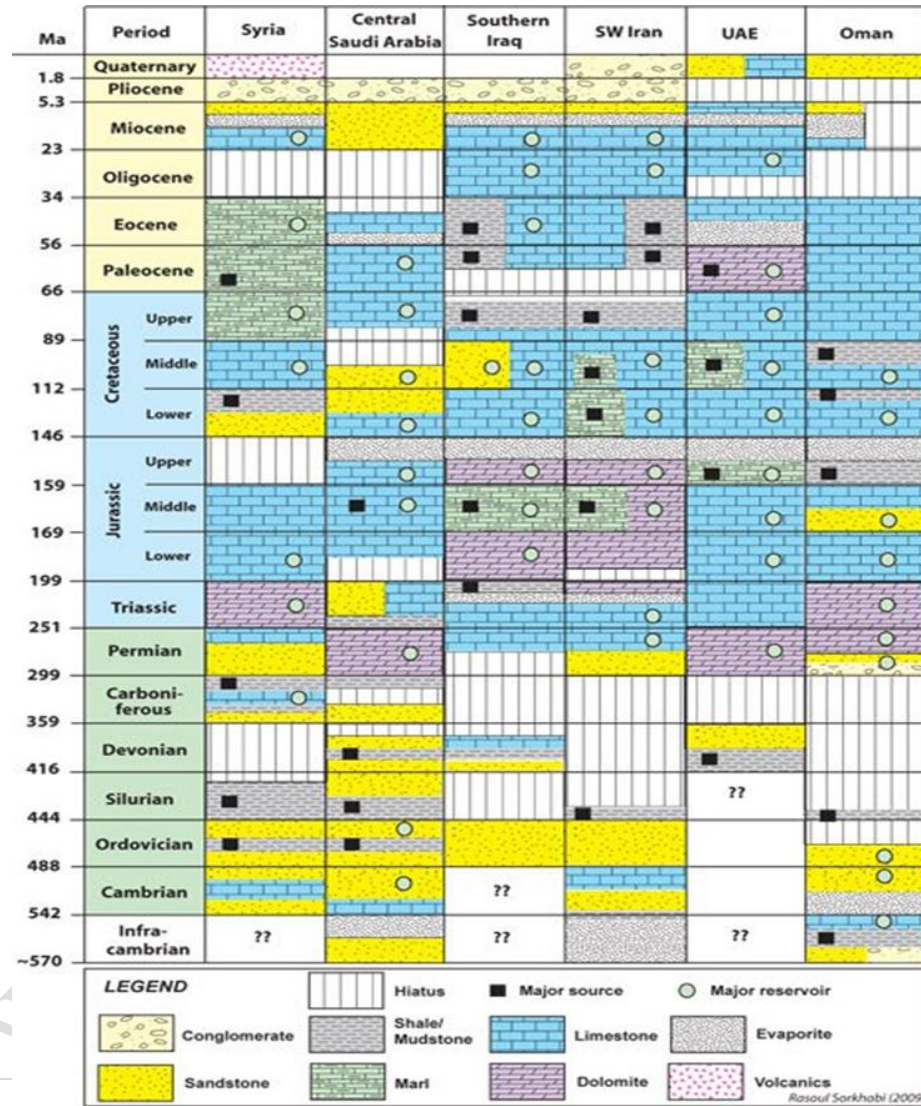 Ma Period Syria Central Saudi Arabia Southern Iraq SW Iran UAE Oman
Quaternary
1.8
Pliocene
5.3
Miocene
23
Oligocene
34
Eocene
56
Paleocene
66
Cretaceous
Upper
89
Middle
112
Lower
146
Jurassic
Upper
159
Middle
169
Lower
199
Triassic
251
Permian
299
Carboni-
ferous
359
Devonian
416
Silurian ??
444
Ordovician
488
Cambrian ??
542
Infra-
cambrian ?? ?? ??
~570
LEGEND
Hiatus Major source Major reservoir
Conglomerate Shale/ Mudstone Limestone Evaporite
Sandstone Marl Dolomite Volcanics
Rasoul Sorkhabi (2009